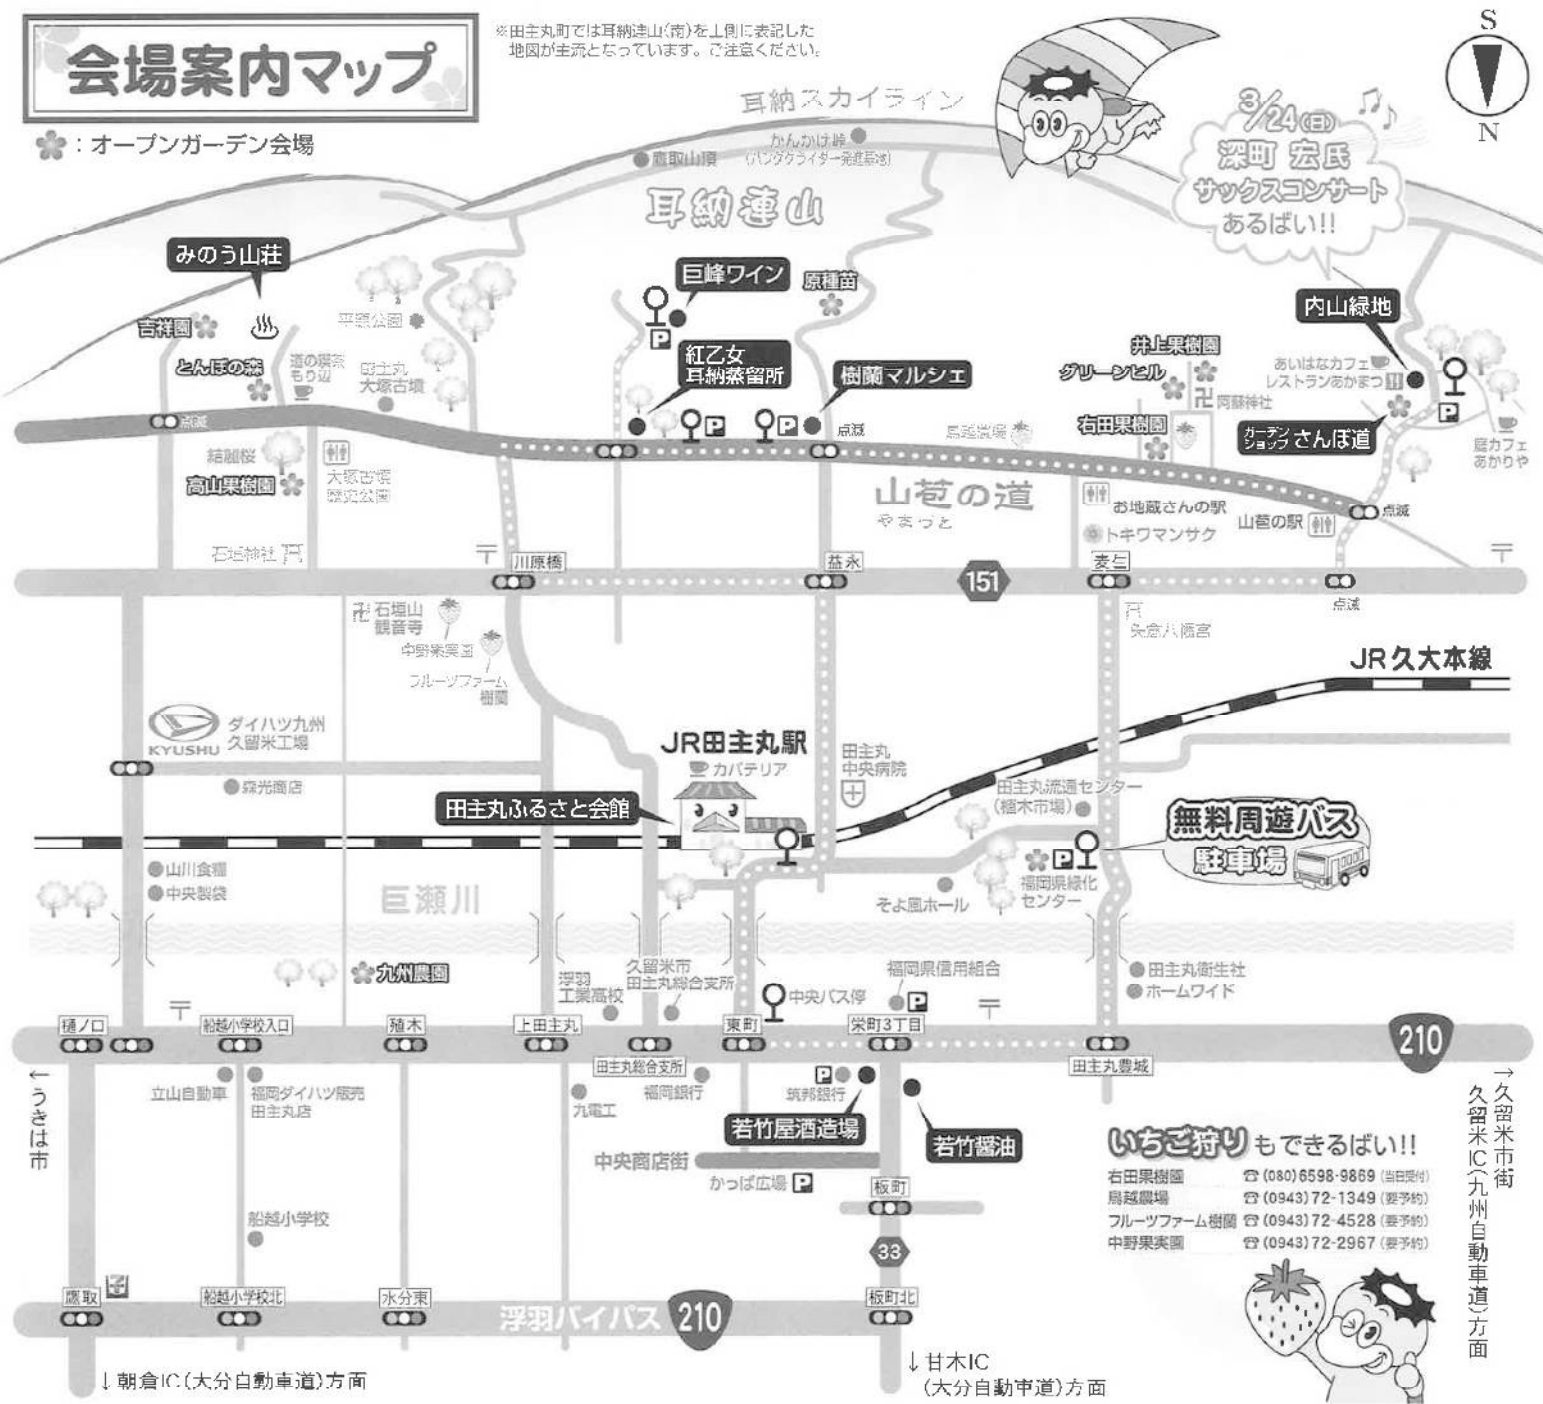 会場案内マップ
※田主丸町では耳納連山(南)を上側に表記した
地図が主流となっています。ご注意ください。
S
N
:オープンガーデン会場
耳納スカイライン
かんかけ峠
(ハンググライダー発進基地)
鷹取山頂
耳納連山
3/24(日)
深町 宏氏
サックスコンサート
あるばい!!
みのう山荘
吉祥園
とんぼの森
平原公園
道の喫茶
もり辺
田主丸
大塚古墳
巨峰ワイン
P
原種苗
紅乙女
耳納蒸留所
樹蘭マルシェ
P
P
内山緑地
井上果樹園
グリーンヒル
阿蘇神社
右田果樹園
あいはなカフェ
レストランあかまつ
P
ガーデン
ショップ さんぽ道
庭カフェ
あかりや
点滅
点滅
鳥越農場
結麗桜
高山果樹園
大塚古墳
歴史公園
山苞の道
やまづと
お地蔵さんの駅
トキワマンサク
山苞の駅
点滅
石垣神社
〒
川原橋
益永
151
麦生
点滅
〒
石垣山
観音寺
中野果実園
フルーツファーム
樹蘭
矢倉八幡宮
JR久大本線
KYUSHU
ダイハツ九州
久留米工場
森光商店
JR田主丸駅
カパテリア
田主丸
中央病院
田主丸ふるさと会館
田主丸流通センター
(植木市場)
無料周遊バス
駐車場
P
福岡県緑化
センター
そよ風ホール
山川食糧
中央製袋
巨瀬川
九州農園
浮羽
工業高校
久留米市
田主丸総合支所
中央バス停
福岡県信用組合
P
〒
田主丸衛生社
ホームワイド
〒
樋ノ口
船越小学校入口
殖木
上田主丸
田主丸総合支所
東町
栄町3丁目
田主丸豊城
210
←うきは市
立山自動車
福岡ダイハツ販売
田主丸店
九電工
福岡銀行
P
筑邦銀行
若竹屋酒造場
若竹醤油
中央商店街
かっぱ広場 P
板町
33
船越小学校
鷹取
船越小学校北
水分東
浮羽バイパス 210
板町北
↓朝倉IC(大分自動車道)方面
↓甘木IC
(大分自動車道)方面
→久留米市街
久留米IC(九州自動車道)方面
いちご狩りもできるばい!!
右田果樹園 ☎(080)6598-9869(当日受付)
鳥越農場 ☎(0943)72-1349(要予約)
フルーツファーム樹蘭 ☎(0943)72-4528(要予約)
中野果実園 ☎(0943)72-2967(要予約)